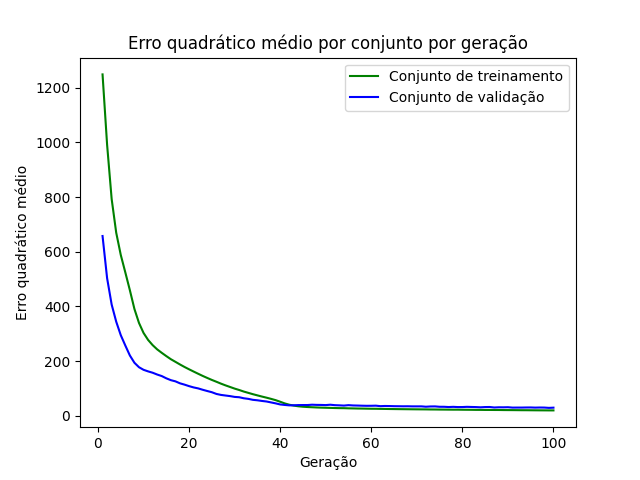 Erro quadrático médio por conjunto por geração
Conjunto de treinamento
Conjunto de validação
Erro quadrático médio
1200
1000
800
600
400
200
0
0 20 40 60 80 100
Geração